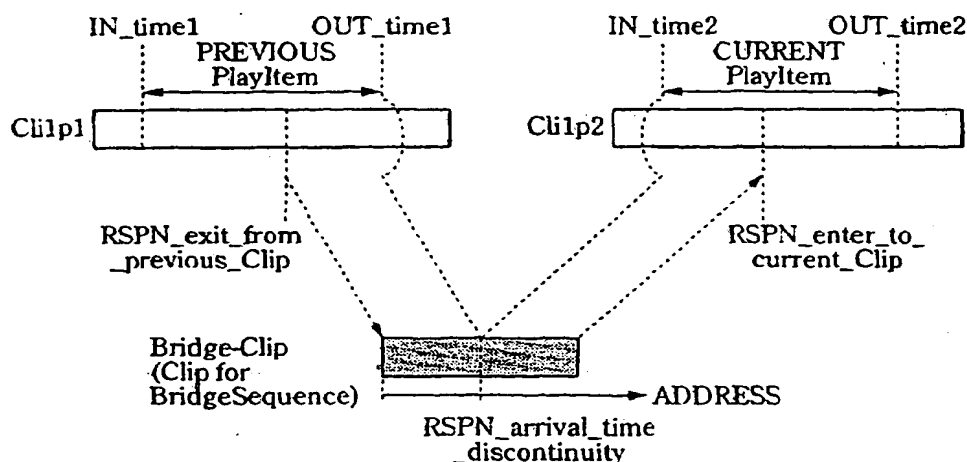 IN_time1
OUT_time1
PREVIOUS
PlayItem
IN_time2
OUT_time2
CURRENT
PlayItem
Cli1p1
Cli1p2
RSPN_exit_from
_previous_Clip
RSPN_enter_to_
current_Clip
Bridge-Clip
(Clip for
BridgeSequence)
ADDRESS
RSPN_arrival_time
_discontinuity